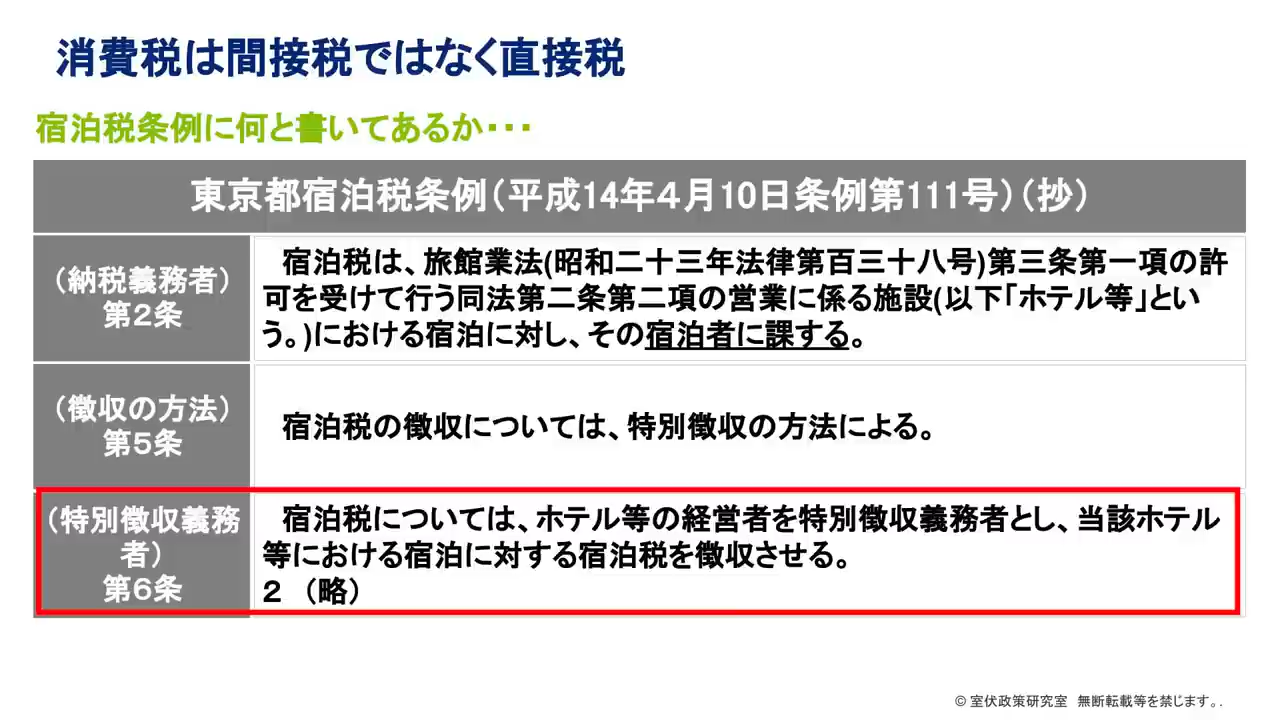 消費税は間接税ではなく直接税
宿泊税条例に何と書いてあるか・・・
東京都宿泊税条例（平成14年４月10日条例第111号）（抄）
（納税義務者）
第２条
宿泊税は、旅館業法(昭和二十三年法律第百三十八号)第三条第一項の許
可を受けて行う同法第二条第二項の営業に係る施設(以下「ホテル等」とい
う。)における宿泊に対し、その宿泊者に課する。
（徴収の方法）
第５条
宿泊税の徴収については、特別徴収の方法による。
（特別徴収義務
者）
第６条
宿泊税については、ホテル等の経営者を特別徴収義務者とし、当該ホテル
等における宿泊に対する宿泊税を徴収させる。
２　（略）
© 室伏政策研究室　無断転載等を禁じます。.